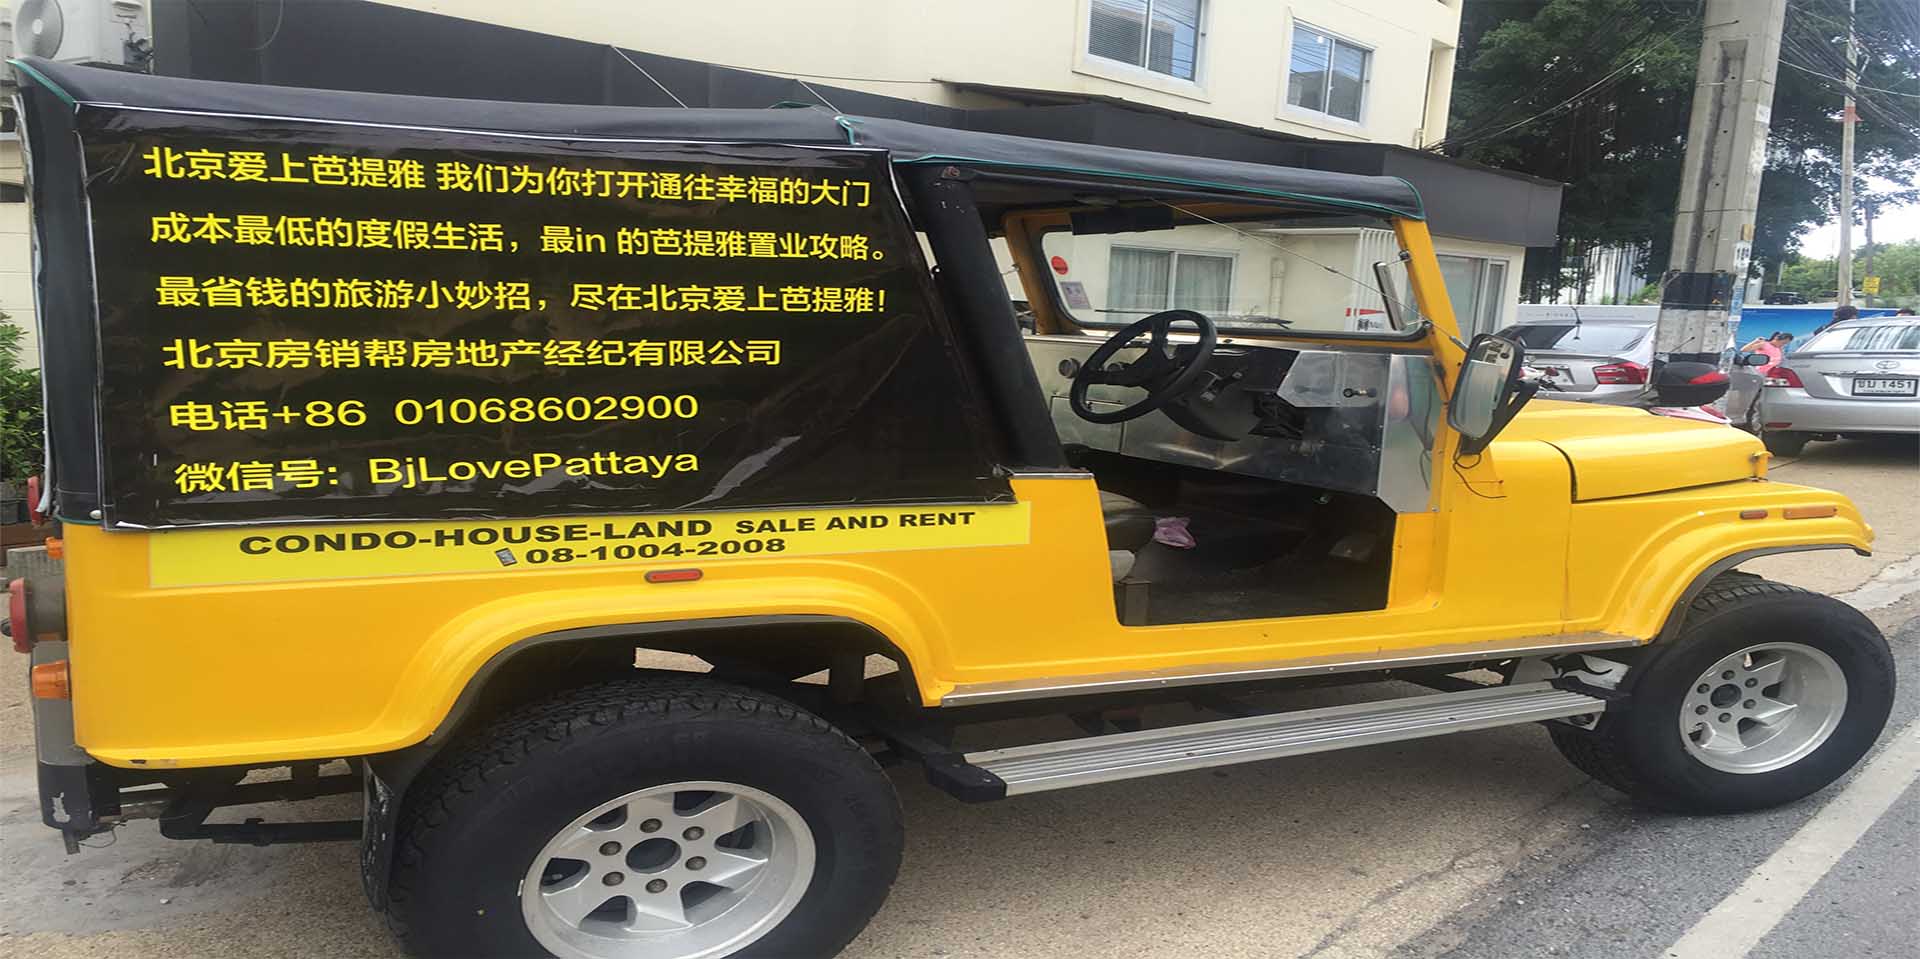 北京爱上芭提雅 我们为你打开通往幸福的大门
成本最低的度假生活，最in 的芭提雅置业攻略。
最省钱的旅游小妙招，尽在北京爱上芭提雅！
北京房销帮房地产经纪有限公司
电话+86 01068602900
微信号：BjLovePattaya
CONDO-HOUSE-LAND SALE AND RENT
08-1004-2008
ขม 1451